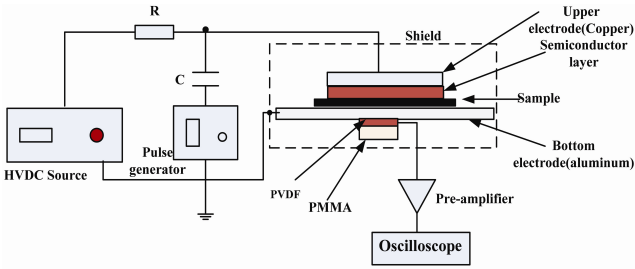 R
Upper
electrode(Copper)
Shield
Semiconductor
layer
C
Sample
HVDC Source
Pulse
generator
Bottom
electrode(aluminum)
PVDF
PMMA
Pre-amplifier
Oscilloscope